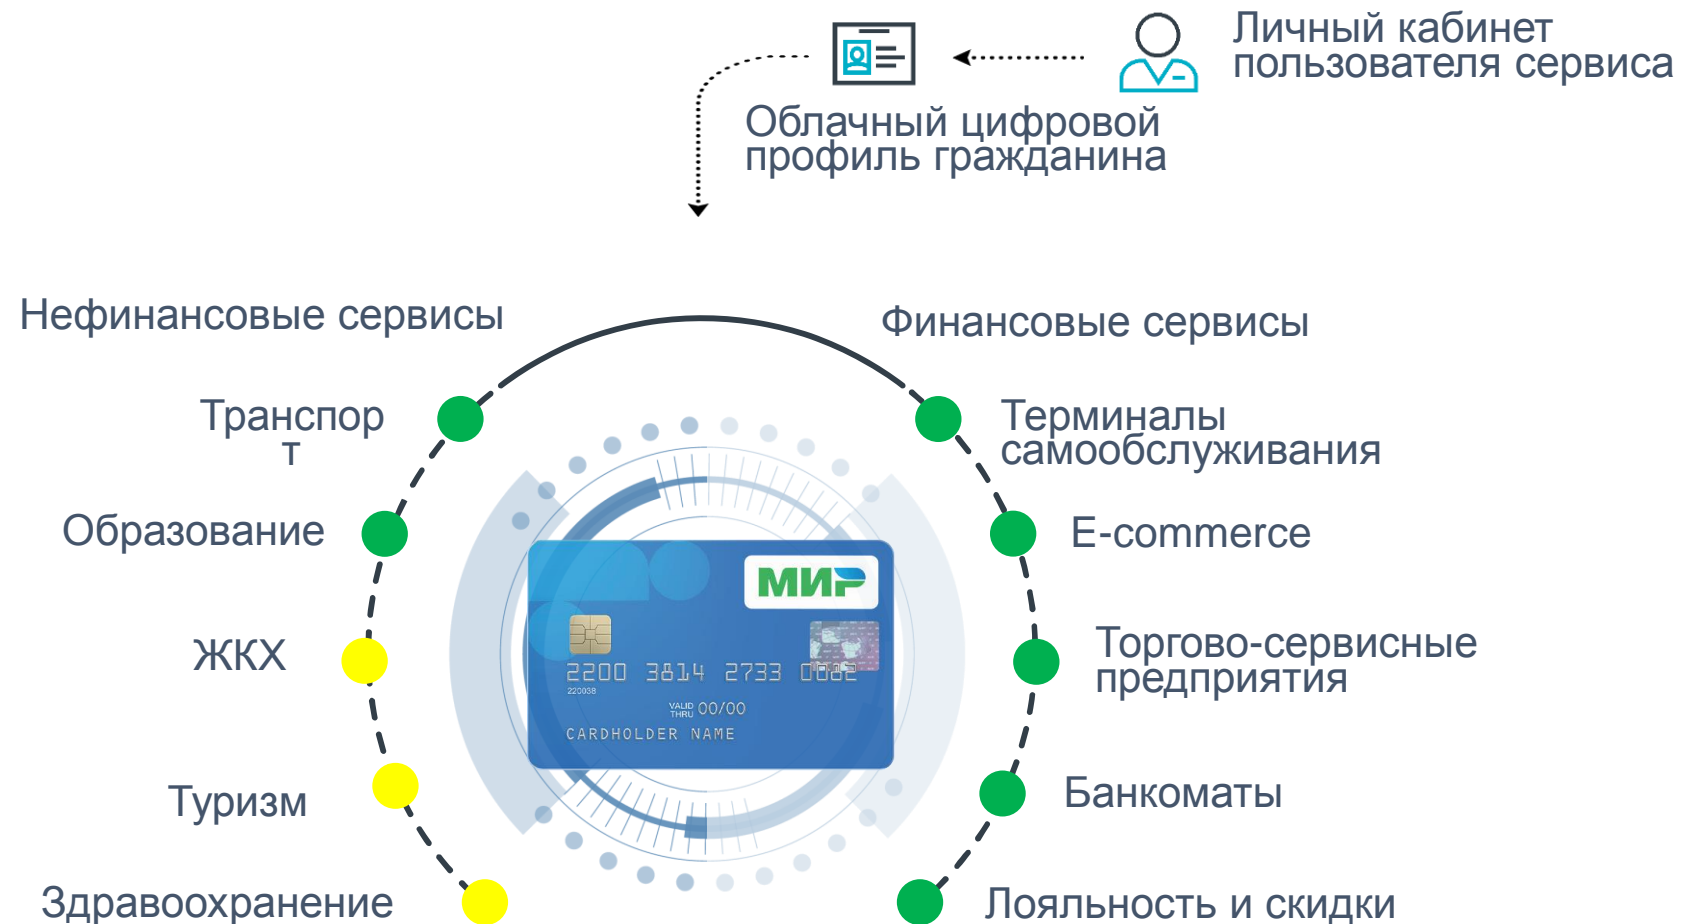 Личный кабинет
пользователя сервиса
Облачный цифровой
профиль гражданина
Нефинансовые сервисы
Финансовые сервисы
Транспор
т
Терминалы
самообслуживания
Образование
E-commerce
МИР
ЖКХ
Торгово-сервисные
предприятия
2200 3814 2733 0082
220038
VALID
THRU 00/00
CARDHOLDER NAME
Туризм
Банкоматы
Здравоохранение
Лояльность и скидки